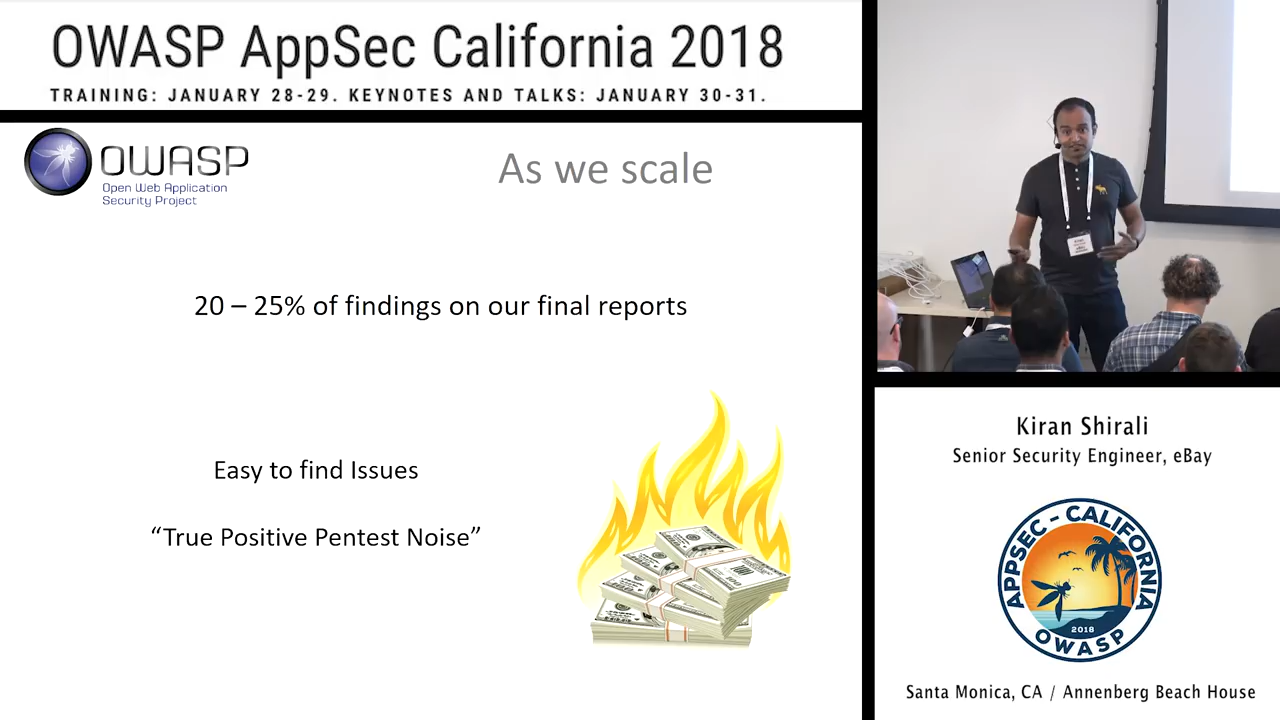 OWASP AppSec California 2018
TRAINING: JANUARY 28-29. KEYNOTES AND TALKS: JANUARY 30-31.
OWASP
Open Web Application
Security Project
As we scale
20 – 25% of findings on our final reports
Easy to find Issues
“True Positive Pentest Noise”
100
Kiran Shirali
Senior Security Engineer, eBay
APPSEC - CALIFORNIA
2018
OWASP
Santa Monica, CA / Annenberg Beach House